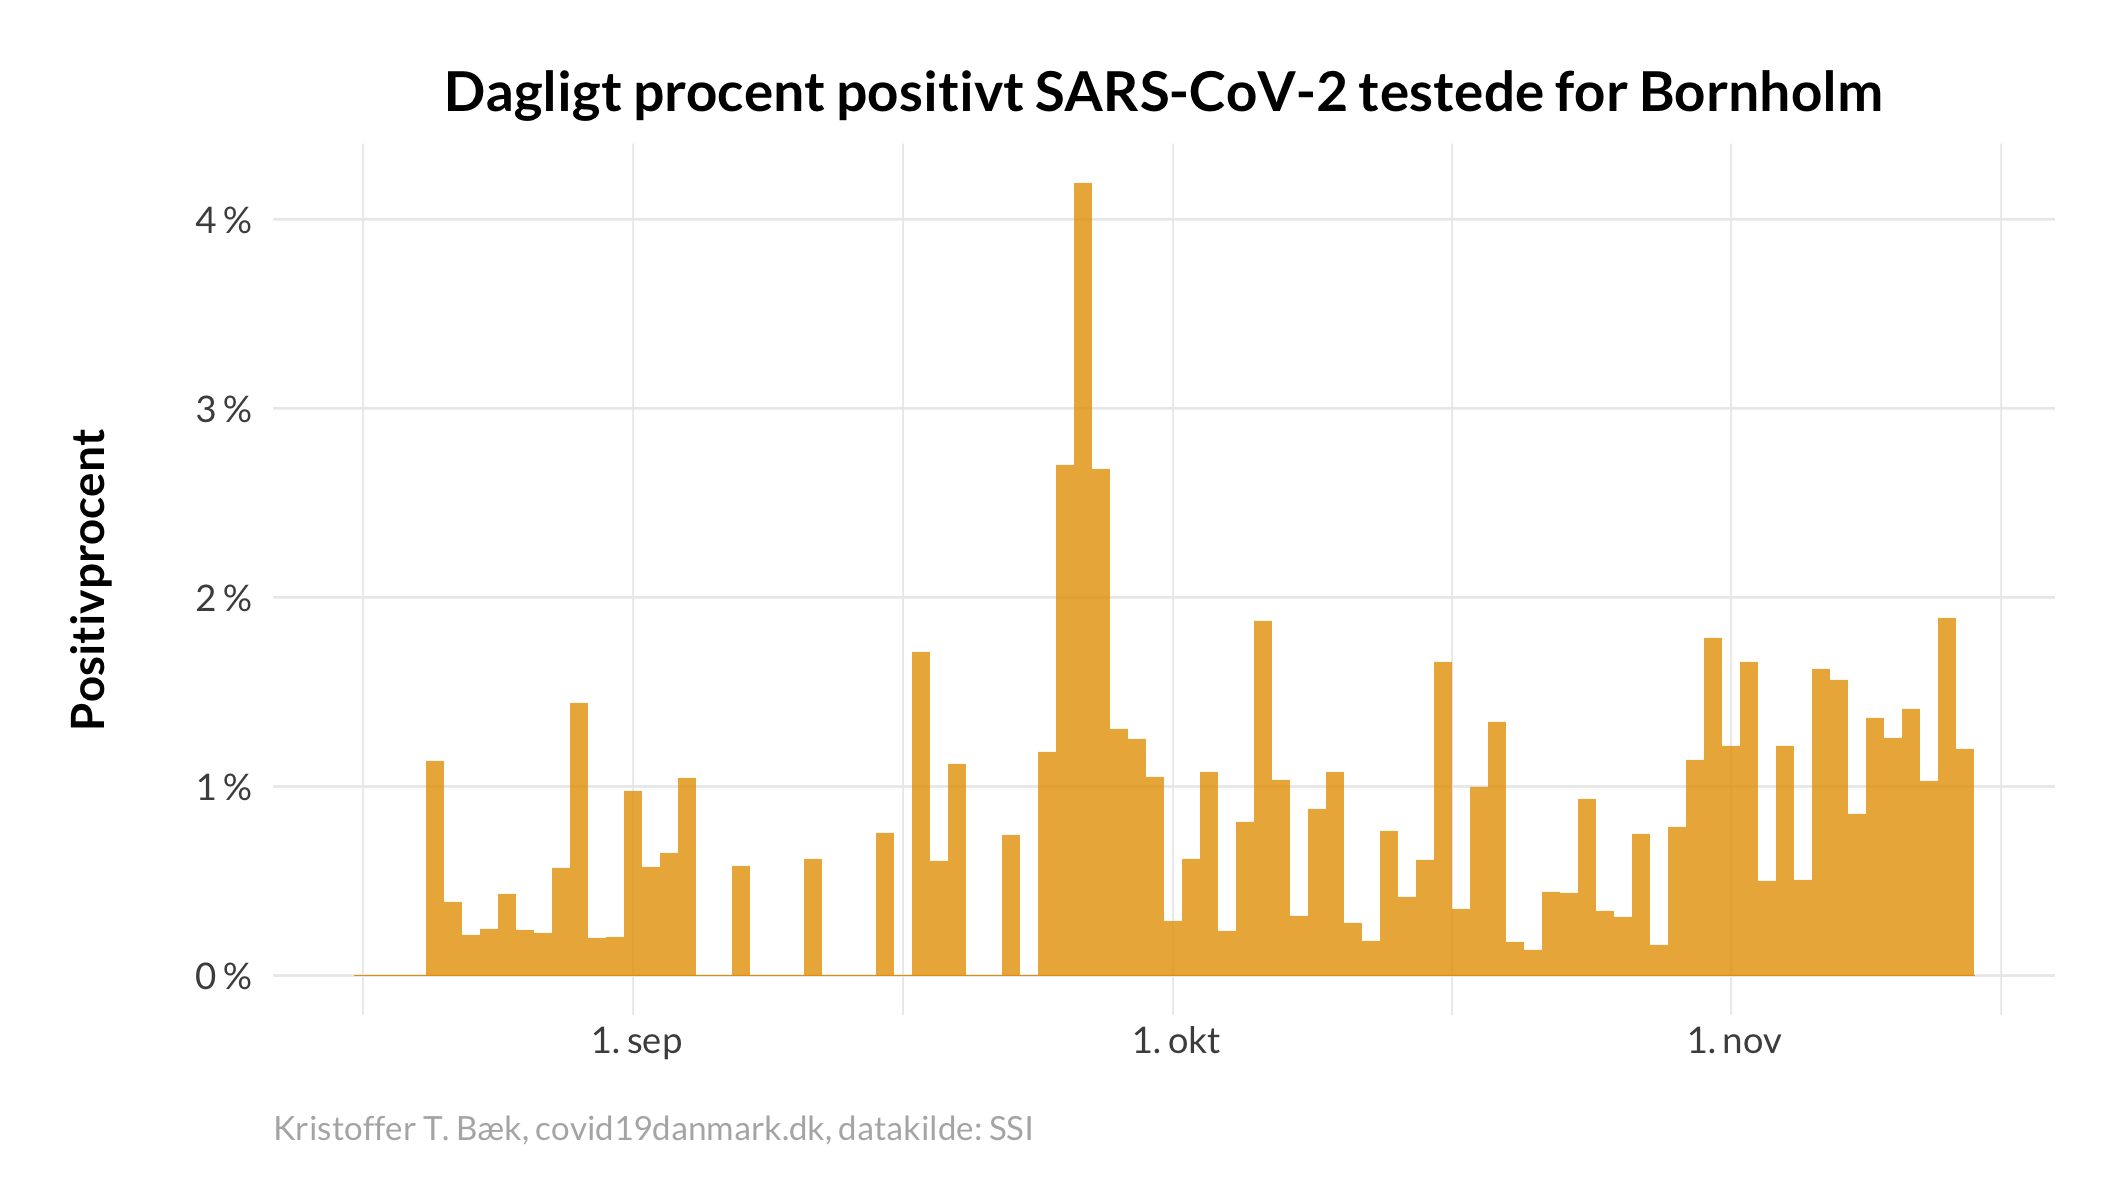 Dagligt procent positivt SARS-CoV-2 testede for Bornholm
Positivprocent
4 %
3 %
2 %
1 %
0 %
1. sep
1. okt
1. nov
Kristoffer T. Bæk, covid19danmark.dk, datakilde: SSI